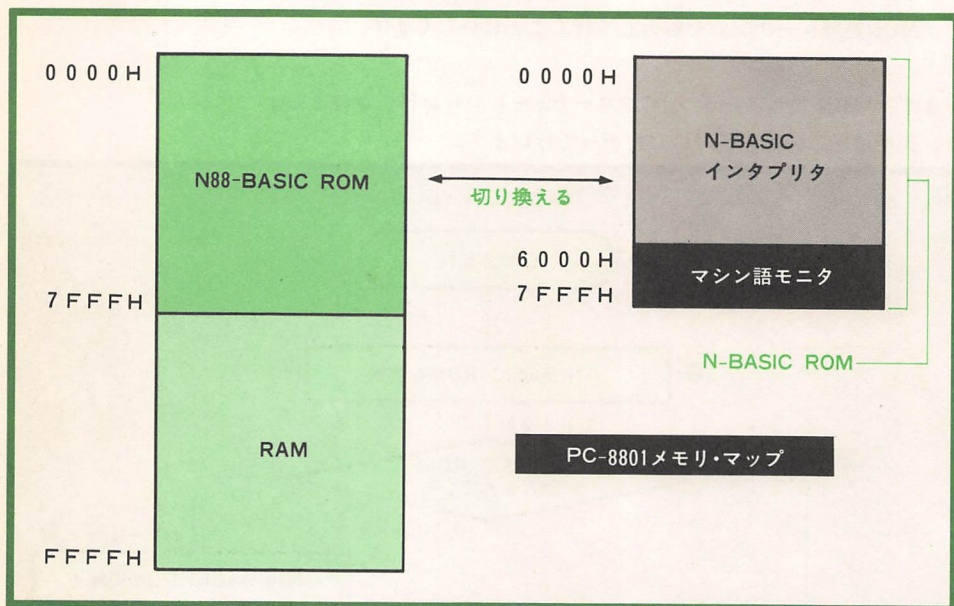 0000H
N88-BASIC ROM
7FFFH
RAM
FFFFH
切り換える
0000H
N-BASIC
インタプリタ
6000H
マシン語モニタ
7FFFH
N-BASIC ROM
PC-8801メモリ・マップ